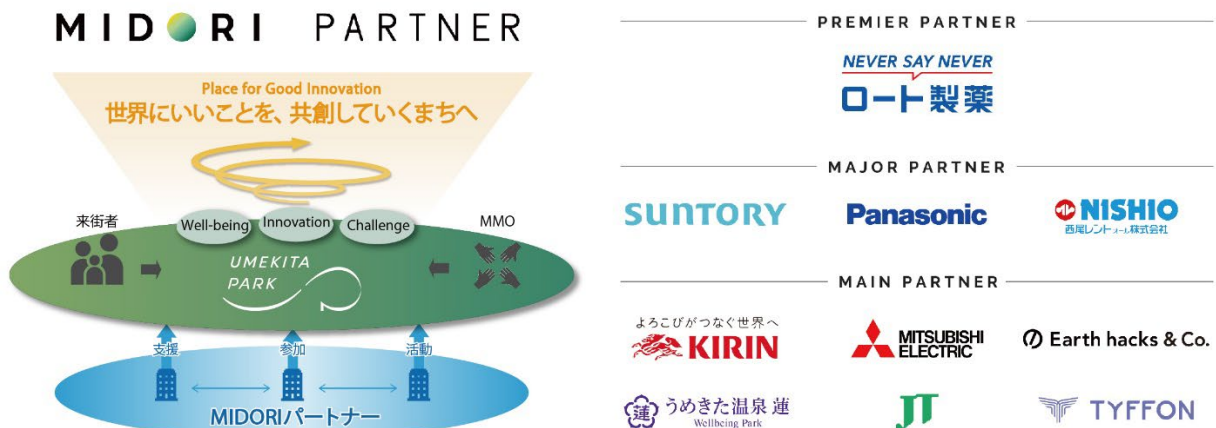 MIDORI PARTNER
Place for Good Innovation
世界にいいことを、共創していくまちへ
来街者
Well-being
Innovation
Challenge
MMO
UMEKITA
PARK
支援
参加
活動
MIDORIパートナー
PREMIER PARTNER
NEVER SAY NEVER
ロート製薬
MAJOR PARTNER
SUNTORY
Panasonic
NISHIO
西尾レントオール株式会社
MAIN PARTNER
よろこびがつなぐ世界へ
KIRIN
MITSUBISHI
ELECTRIC
Earth hacks & Co.
蓮
うめきた温泉 蓮
Wellbeing Park
JT
TYFFON